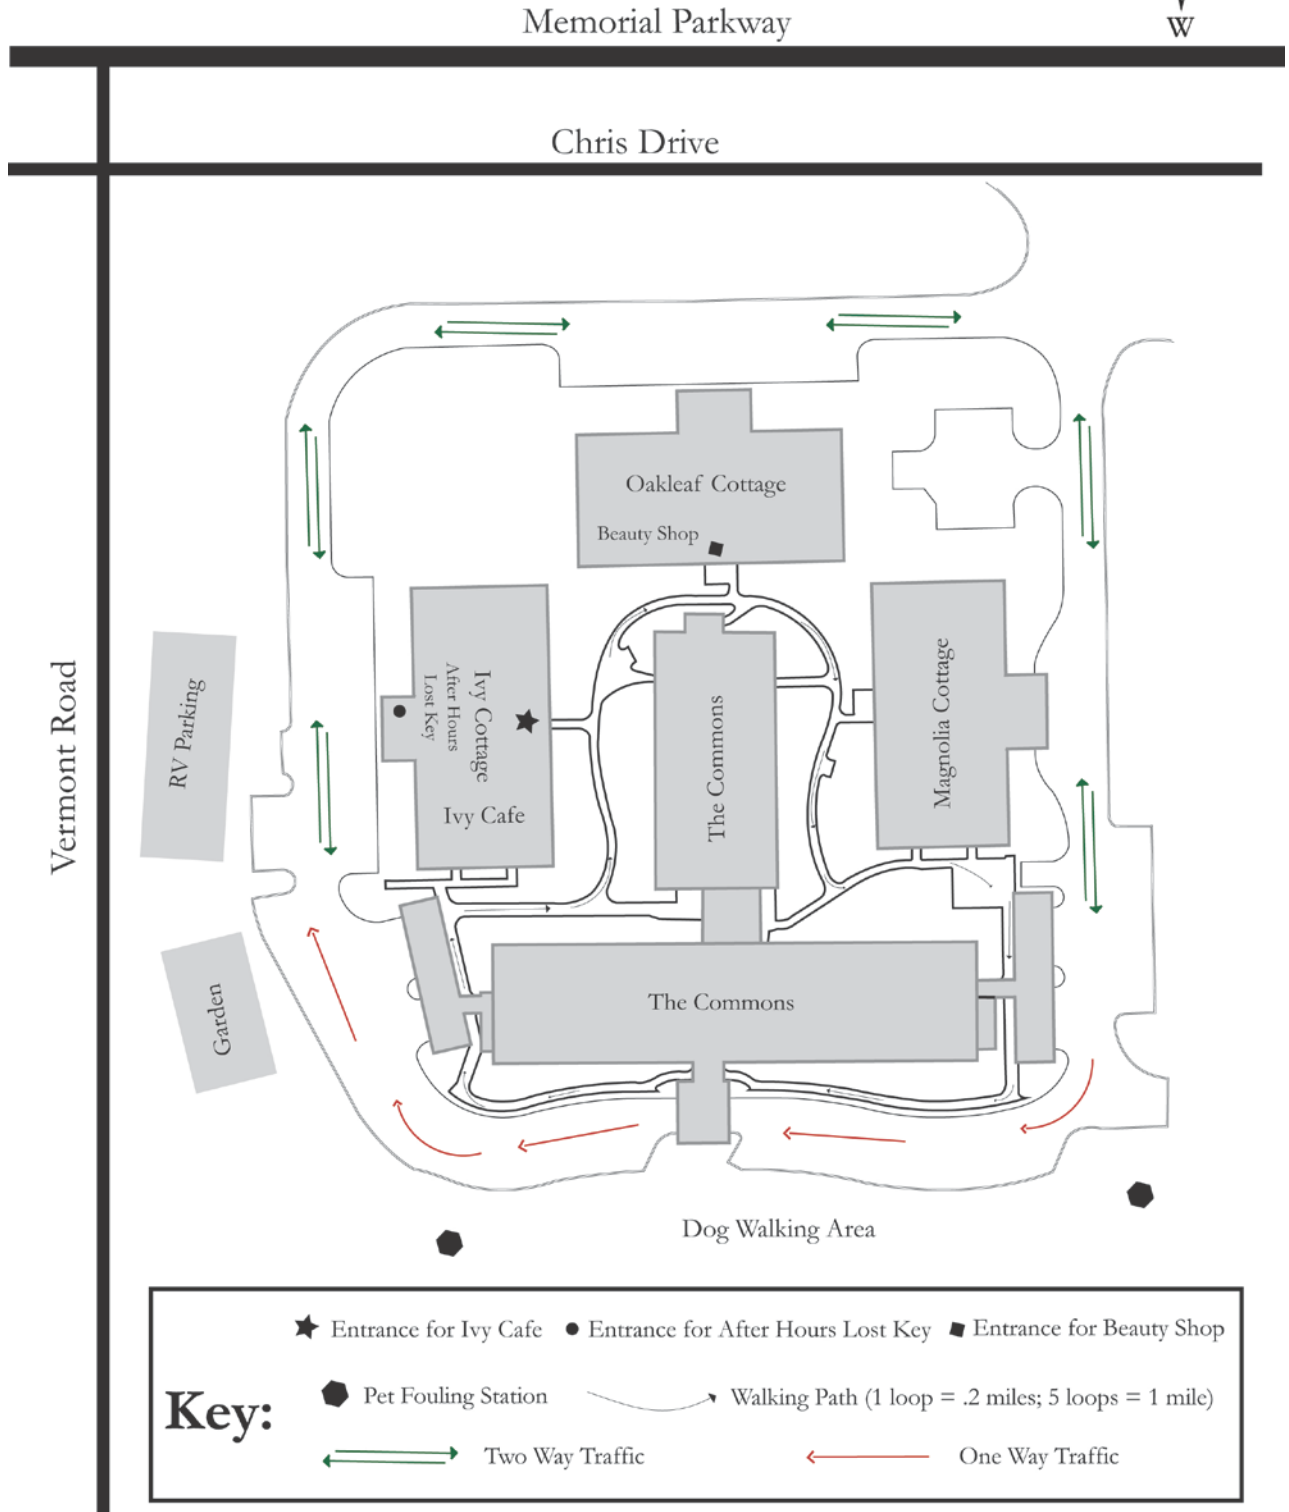 Memorial Parkway
W
Chris Drive
Oakleaf Cottage
Beauty Shop
Vermont Road
RV Parking
Ivy Cottage
After Hours
Lost Key
Ivy Cafe
The Commons
Magnolia Cottage
Garden
The Commons
Dog Walking Area
Entrance for Ivy Cafe
Entrance for After Hours Lost Key
Entrance for Beauty Shop
Key:
Pet Fouling Station
Walking Path (1 loop = .2 miles; 5 loops = 1 mile)
Two Way Traffic
One Way Traffic